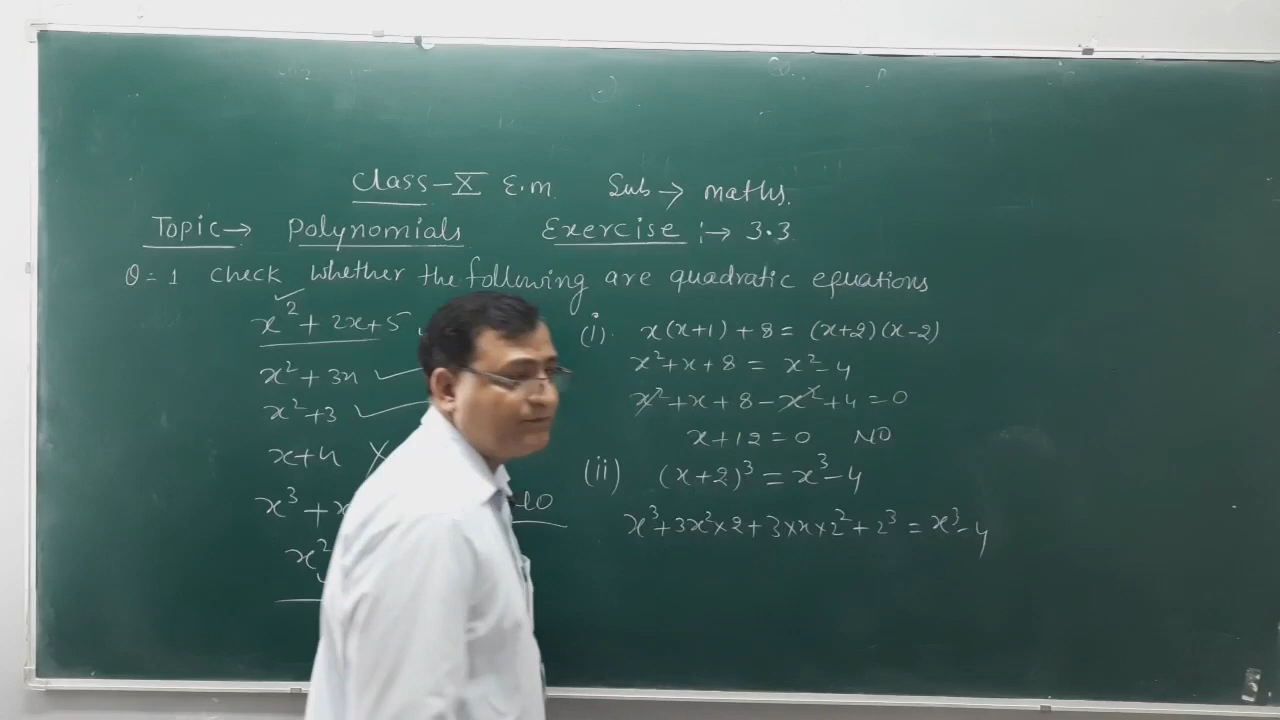 Class-X E.m. Sub → maths.
Topic → Polynomials Exercise :→ 3.3
Q=1 check whether the following are quadratic equations
x²+2x+5
x²+3x ✓
x²+3 ✓
x+4 X
x³+x
x²
(i). x(x+1)+8=(x+2)(x-2)
x²+x+8 = x²-4
x²+x+8-x²+4=0
x+12=0 NO
(ii) (x+2)³=x³-4
x³+3x²×2+3×x×2²+2³=x³-4